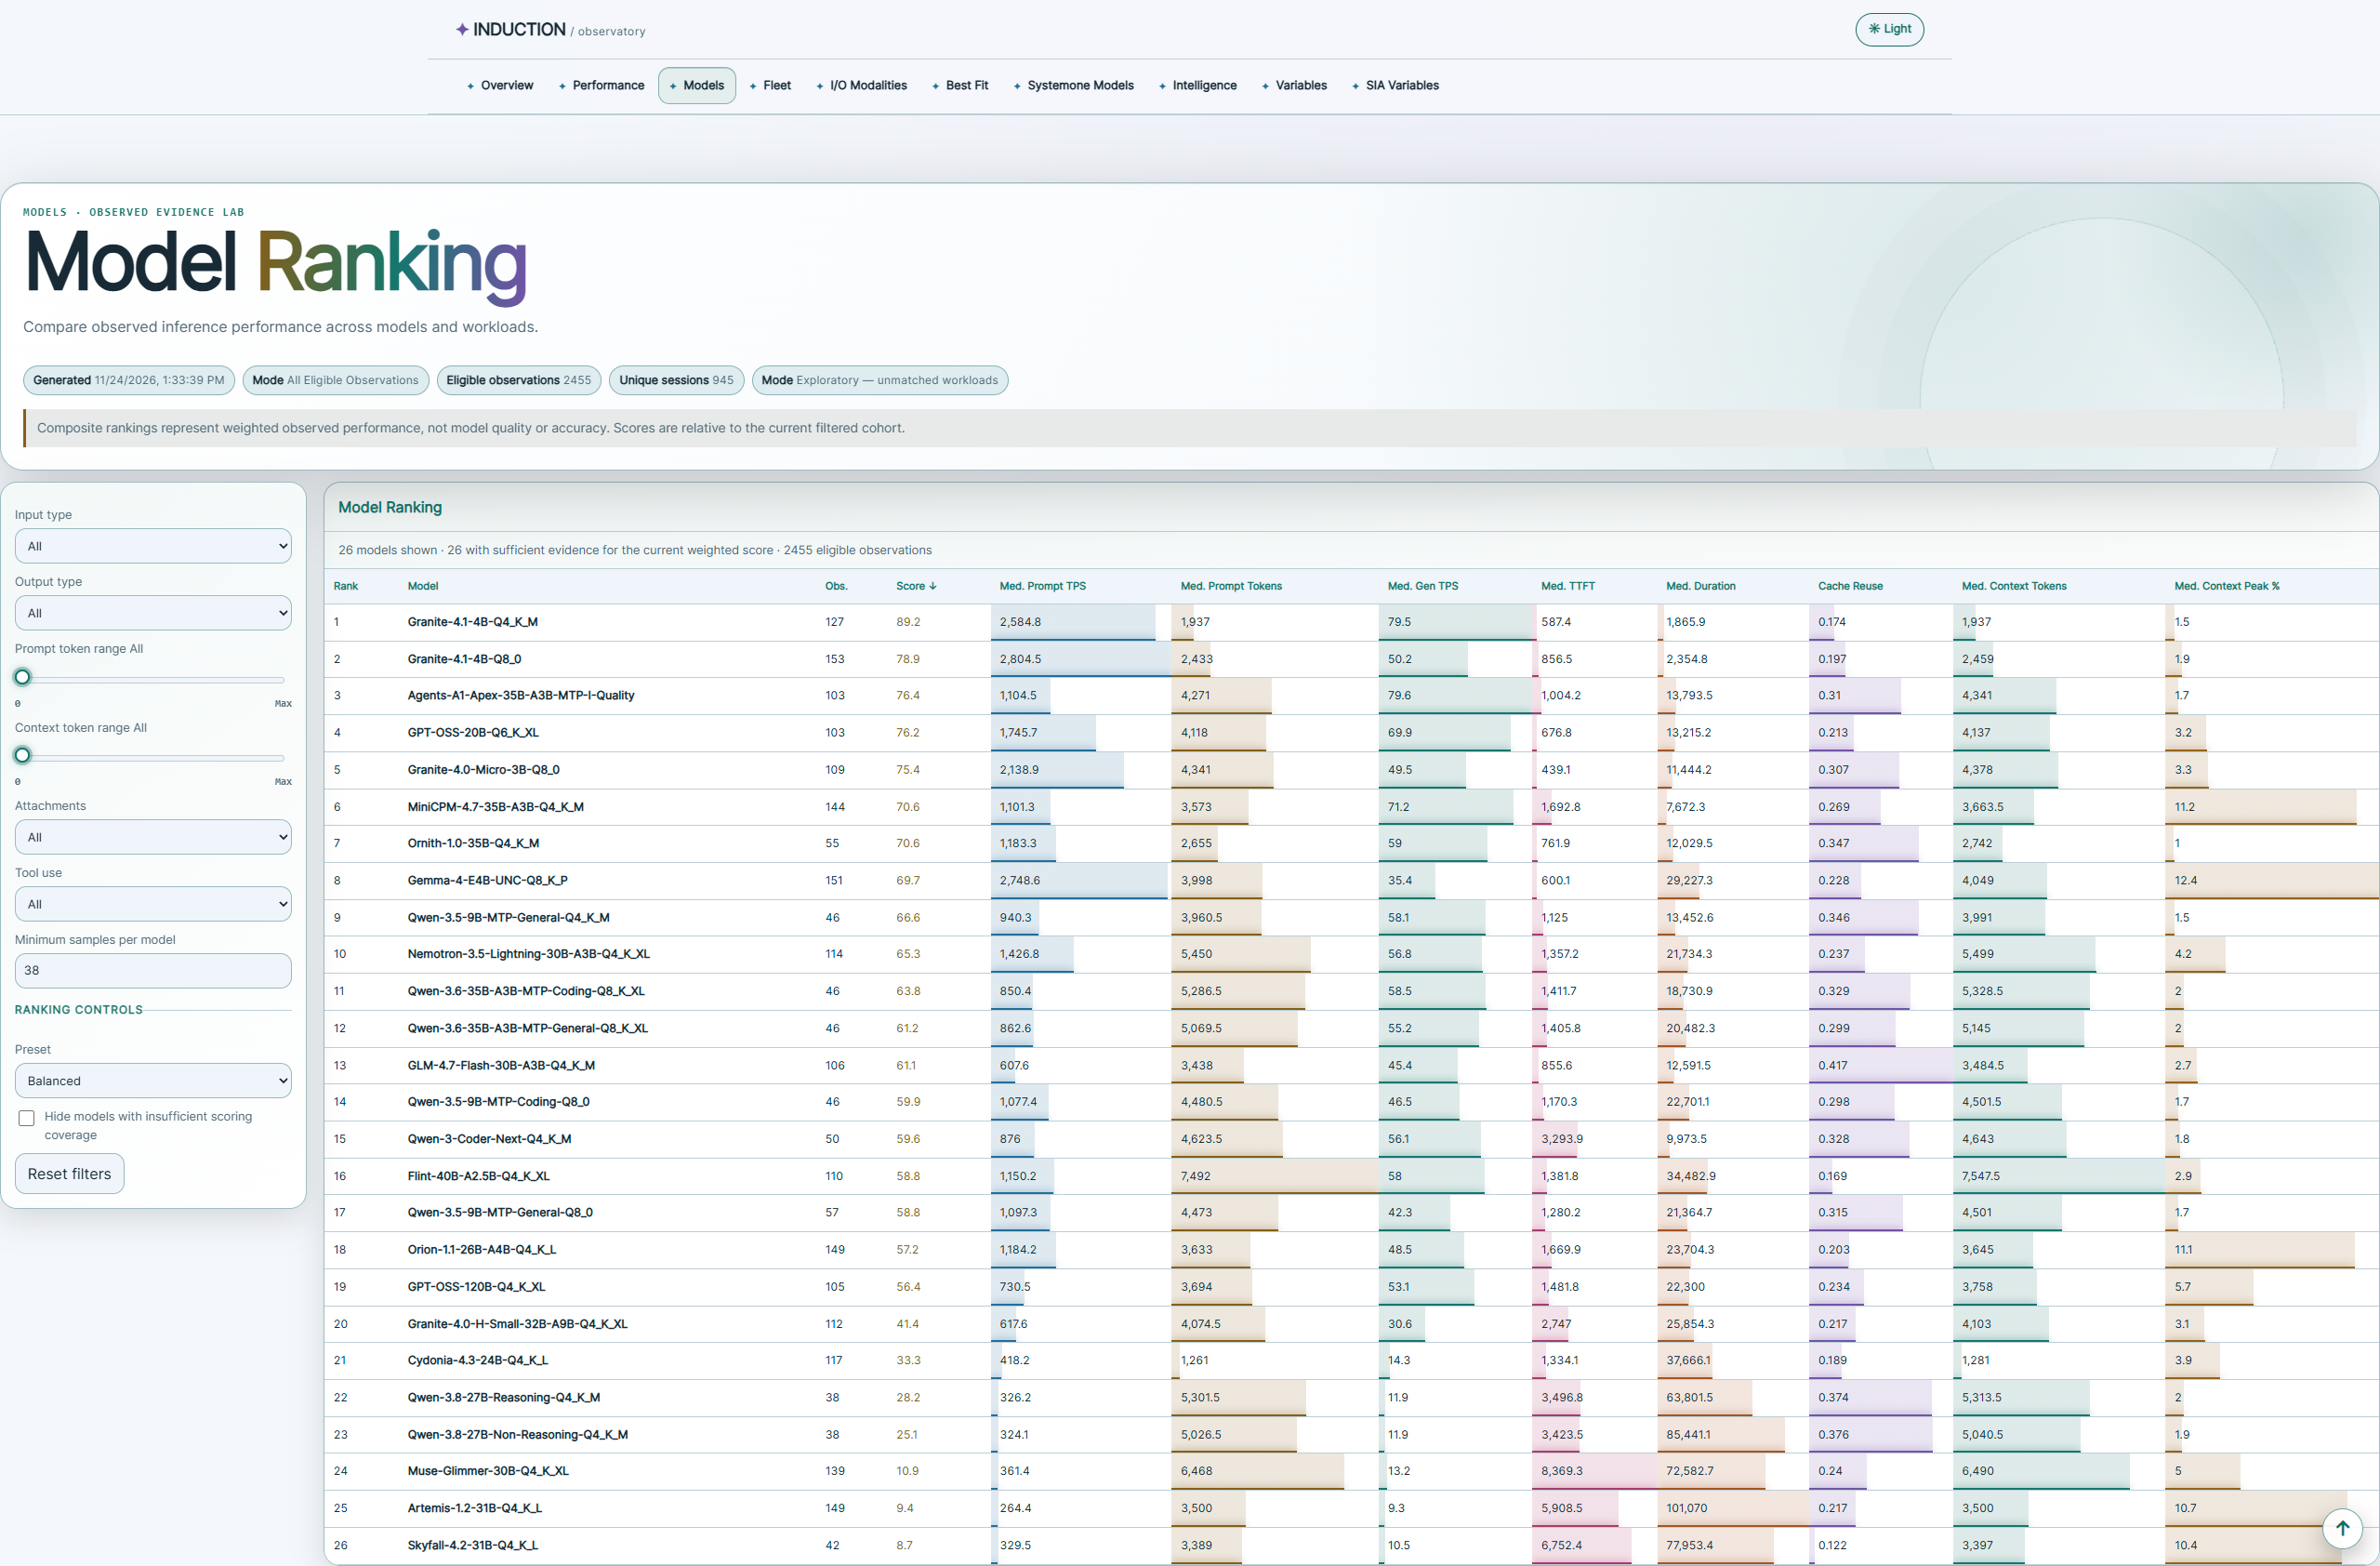 ✦ INDUCTION / observatory
☀ Light
Overview Performance Models Fleet I/O Modalities Best Fit Systemone Models Intelligence Variables SIA Variables
MODELS · OBSERVED EVIDENCE LAB
Model Ranking
Compare observed inference performance across models and workloads.
Generated 11/24/2026, 1:33:39 PM Mode All Eligible Observations Eligible observations 2455 Unique sessions 945 Mode Exploratory — unmatched workloads
Composite rankings represent weighted observed performance, not model quality or accuracy. Scores are relative to the current filtered cohort.
Input type
All
Output type
All
Prompt token range All
0 Max
Context token range All
0 Max
Attachments
All
Tool use
All
Minimum samples per model
38
RANKING CONTROLS
Preset
Balanced
Hide models with insufficient scoring
coverage
Reset filters
Model Ranking
26 models shown · 26 with sufficient evidence for the current weighted score · 2455 eligible observations
Rank Model Obs. Score ↓ Med. Prompt TPS Med. Prompt Tokens Med. Gen TPS Med. TTFT Med. Duration Cache Reuse Med. Context Tokens Med. Context Peak %
1 Granite-4.1-4B-Q4_K_M 127 89.2 2,584.8 1,937 79.5 587.4 1,865.9 0.174 1,937 1.5
2 Granite-4.1-4B-Q8_0 153 78.9 2,804.5 2,433 50.2 856.5 2,354.8 0.197 2,459 1.9
3 Agents-A1-Apex-35B-A3B-MTP-I-Quality 103 76.4 1,104.5 4,271 79.6 1,004.2 13,793.5 0.31 4,341 1.7
4 GPT-OSS-20B-Q6_K_XL 103 76.2 1,745.7 4,118 69.9 676.8 13,215.2 0.213 4,137 3.2
5 Granite-4.0-Micro-3B-Q8_0 109 75.4 2,138.9 4,341 49.5 439.1 11,444.2 0.307 4,378 3.3
6 MiniCPM-4.7-35B-A3B-Q4_K_M 144 70.6 1,101.3 3,573 71.2 1,692.8 7,672.3 0.269 3,663.5 11.2
7 Ornith-1.0-35B-Q4_K_M 55 70.6 1,183.3 2,655 59 761.9 12,029.5 0.347 2,742 1
8 Gemma-4-E4B-UNC-Q8_K_P 151 69.7 2,748.6 3,998 35.4 600.1 29,227.3 0.228 4,049 12.4
9 Qwen-3.5-9B-MTP-General-Q4_K_M 46 66.6 940.3 3,960.5 58.1 1,125 13,452.6 0.346 3,991 1.5
10 Nemotron-3.5-Lightning-30B-A3B-Q4_K_XL 114 65.3 1,426.8 5,450 56.8 1,357.2 21,734.3 0.237 5,499 4.2
11 Qwen-3.6-35B-A3B-MTP-Coding-Q8_K_XL 46 63.8 850.4 5,286.5 58.5 1,411.7 18,730.9 0.329 5,328.5 2
12 Qwen-3.6-35B-A3B-MTP-General-Q8_K_XL 46 61.2 862.6 5,069.5 55.2 1,405.8 20,482.3 0.299 5,145 2
13 GLM-4.7-Flash-30B-A3B-Q4_K_M 106 61.1 607.6 3,438 45.4 855.6 12,591.5 0.417 3,484.5 2.7
14 Qwen-3.5-9B-MTP-Coding-Q8_0 46 59.9 1,077.4 4,480.5 46.5 1,170.3 22,701.1 0.298 4,501.5 1.7
15 Qwen-3-Coder-Next-Q4_K_M 50 59.6 876 4,623.5 56.1 3,293.9 9,973.5 0.328 4,643 1.8
16 Flint-40B-A2.5B-Q4_K_XL 110 58.8 1,150.2 7,492 58 1,381.8 34,482.9 0.169 7,547.5 2.9
17 Qwen-3.5-9B-MTP-General-Q8_0 57 58.8 1,097.3 4,473 42.3 1,280.2 21,364.7 0.315 4,501 1.7
18 Orion-1.1-26B-A4B-Q4_K_L 149 57.2 1,184.2 3,633 48.5 1,669.9 23,704.3 0.203 3,645 11.1
19 GPT-OSS-120B-Q4_K_XL 105 56.4 730.5 3,694 53.1 1,481.8 22,300 0.234 3,758 5.7
20 Granite-4.0-H-Small-32B-A9B-Q4_K_XL 112 41.4 617.6 4,074.5 30.6 2,747 25,854.3 0.217 4,103 3.1
21 Cydonia-4.3-24B-Q4_K_L 117 33.3 418.2 1,261 14.3 1,334.1 37,666.1 0.189 1,281 3.9
22 Qwen-3.8-27B-Reasoning-Q4_K_M 38 28.2 326.2 5,301.5 11.9 3,496.8 63,801.5 0.374 5,313.5 2
23 Qwen-3.8-27B-Non-Reasoning-Q4_K_M 38 25.1 324.1 5,026.5 11.9 3,423.5 85,441.1 0.376 5,040.5 1.9
24 Muse-Glimmer-30B-Q4_K_XL 139 10.9 361.4 6,468 13.2 8,369.3 72,582.7 0.24 6,490 5
25 Artemis-1.2-31B-Q4_K_L 149 9.4 264.4 3,500 9.3 5,908.5 101,070 0.217 3,500 10.7
26 Skyfall-4.2-31B-Q4_K_L 42 8.7 329.5 3,389 10.5 6,752.4 77,953.4 0.122 3,397 10.4